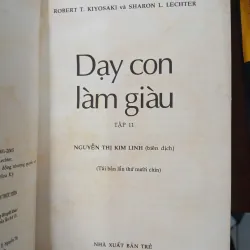 ROBERT T. KIYOSAKI và SHARON L. LECHTER
Dạy con
làm giàu
TẬP II
NGUYỄN THỊ KIM LINH (biên dịch)
(Tái bản lần thứ mười chín)
NHÀ XUẤT BẢN TRẺ